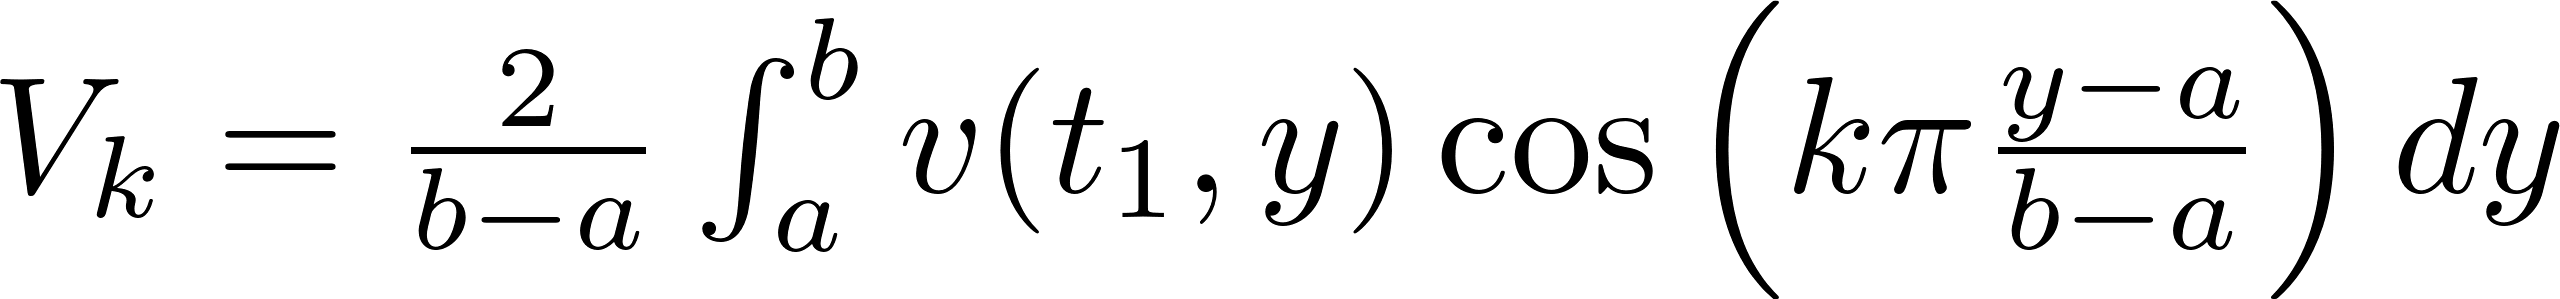 V_k = \frac{2}{b-a} \int_a^b v(t_1, y) \cos\left(k\pi \frac{y-a}{b-a}\right) dy